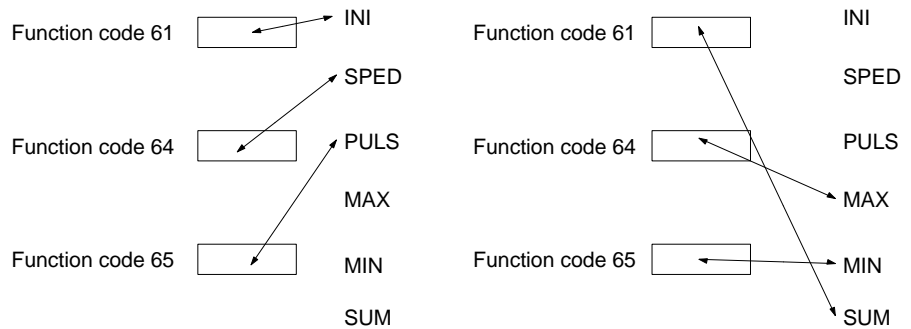 Function code 61
INI
SPED
Function code 64
PULS
MAX
Function code 65
MIN
SUM
Function code 61
INI
SPED
Function code 64
PULS
MAX
Function code 65
MIN
SUM